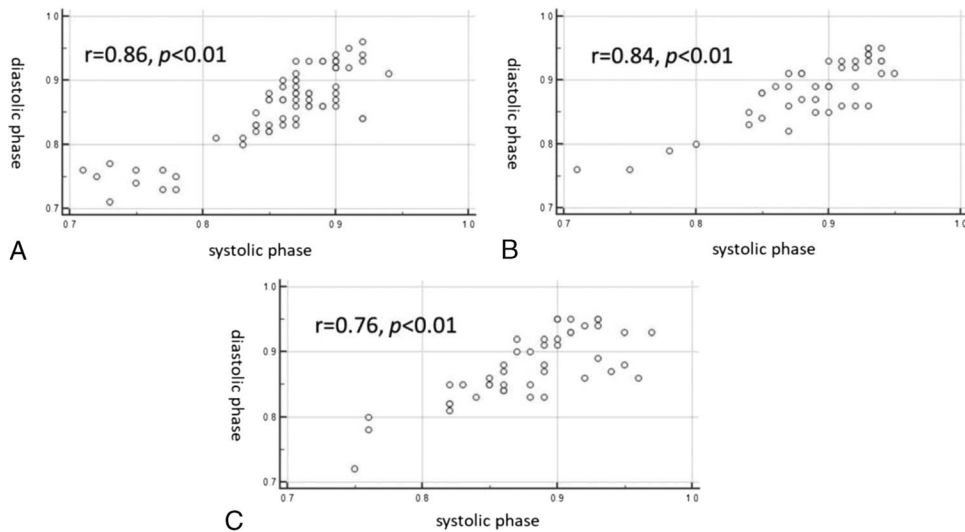 1 0
r=0.86, p<0.01
0.9
diastolic phase
0.8
0.7
0 7
0.8
0.9
1 0
systolic phase
A
1 0
r=0.84, p<0.01
0.9
diastolic phase
0.8
0.7
0 7
0.8
0.9
1 0
systolic phase
B
1 0
r=0.76, p<0.01
0.9
diastolic phase
0.8
0.7
0 7
0.8
0.9
1 0
systolic phase
C